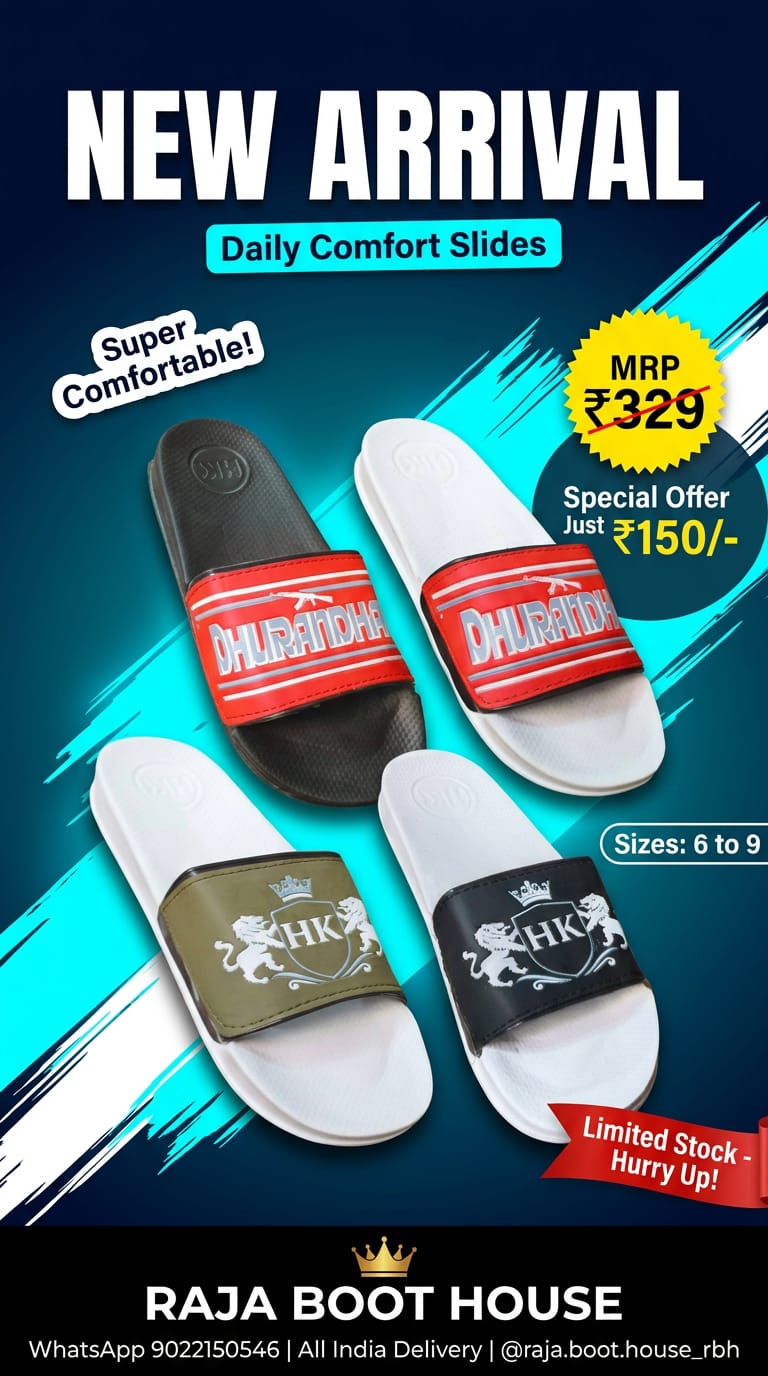 NEW ARRIVAL
Daily Comfort Slides
Super
Comfortable!
MRP
₹329
Special Offer
Just ₹150/-
DHURANDHA
DHURANDH
HK
HK
Sizes: 6 to 9
Limited Stock -
Hurry Up!
RAJA BOOT HOUSE
WhatsApp 9022150546 | All India Delivery | @raja.boot.house_rbh